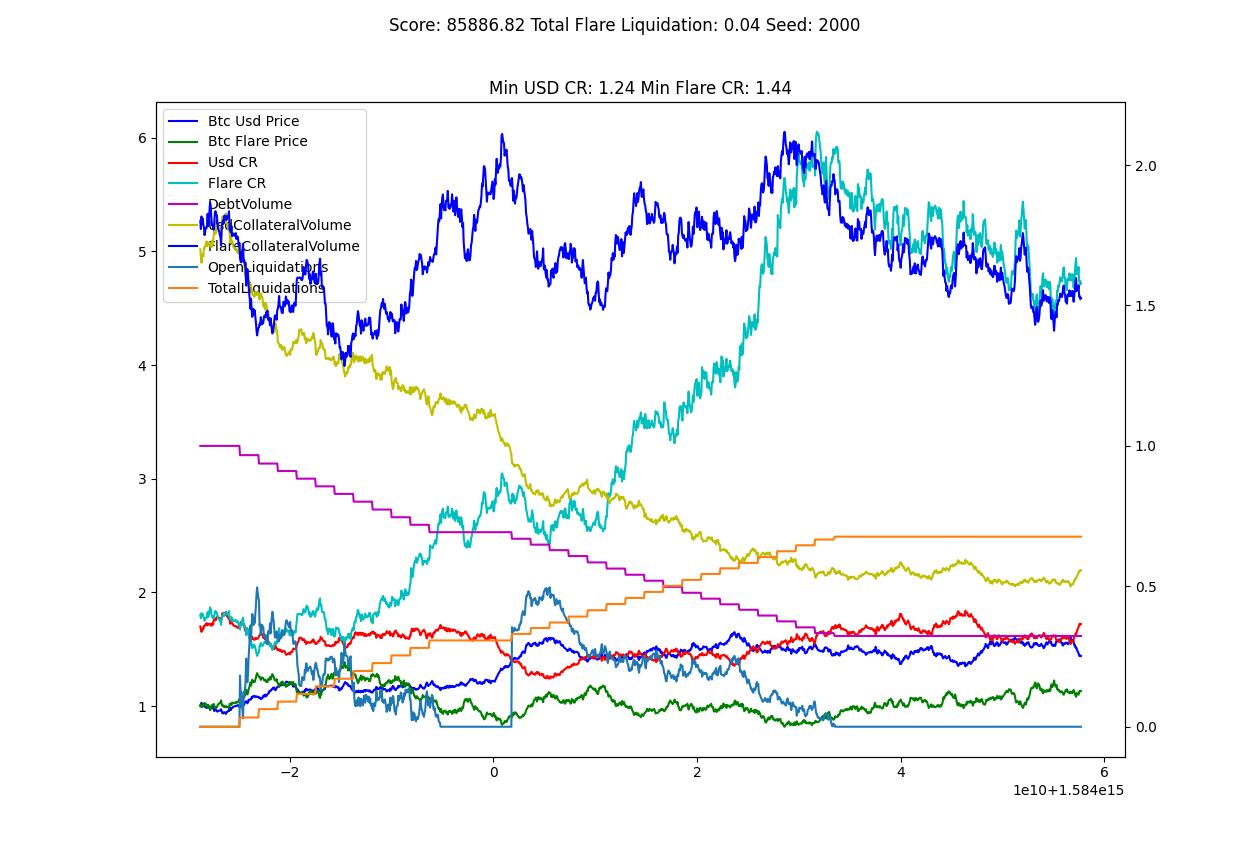 Score: 85886.82 Total Flare Liquidation: 0.04 Seed: 2000
Min USD CR: 1.24 Min Flare CR: 1.44
Btc Usd Price
Btc Flare Price
Usd CR
Flare CR
DebtVolume
UsdCollateralVolume
FlareCollateralVolume
OpenLiquidations
TotalLiquidations
6
5
4
3
2
1
2.0
1.5
1.0
0.5
0.0
−2
0
2
4
6
1e10+1.584e15